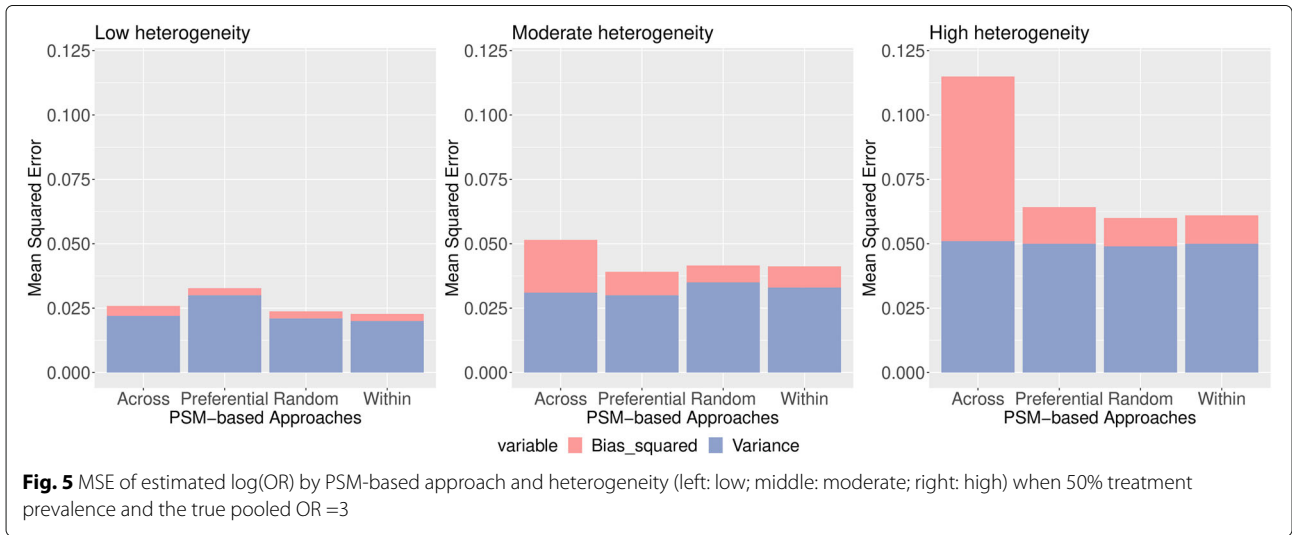 Low heterogeneity
Mean Squared Error
0.125
0.100
0.075
0.050
0.025
0.000
Across Preferential Random Within
PSM−based Approaches
Moderate heterogeneity
Mean Squared Error
0.125
0.100
0.075
0.050
0.025
0.000
Across Preferential Random Within
PSM−based Approaches
High heterogeneity
Mean Squared Error
0.125
0.100
0.075
0.050
0.025
0.000
Across Preferential Random Within
PSM−based Approaches
variable Bias_squared Variance
Fig. 5 MSE of estimated log(OR) by PSM-based approach and heterogeneity (left: low; middle: moderate; right: high) when 50% treatment
prevalence and the true pooled OR =3